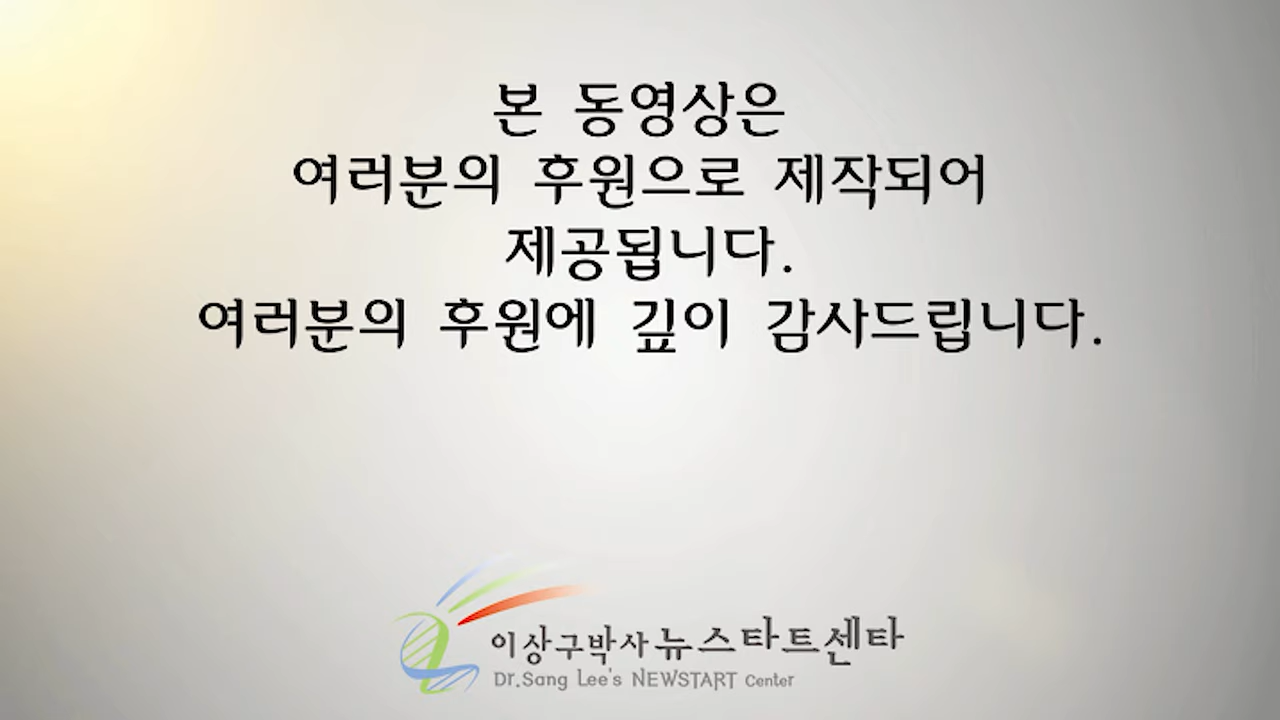 본 동영상은
여러분의 후원으로 제작되어
제공됩니다.
여러분의 후원에 깊이 감사드립니다.
이상구박사뉴스타트센타
Dr.Sang Lee's NEWSTART Center